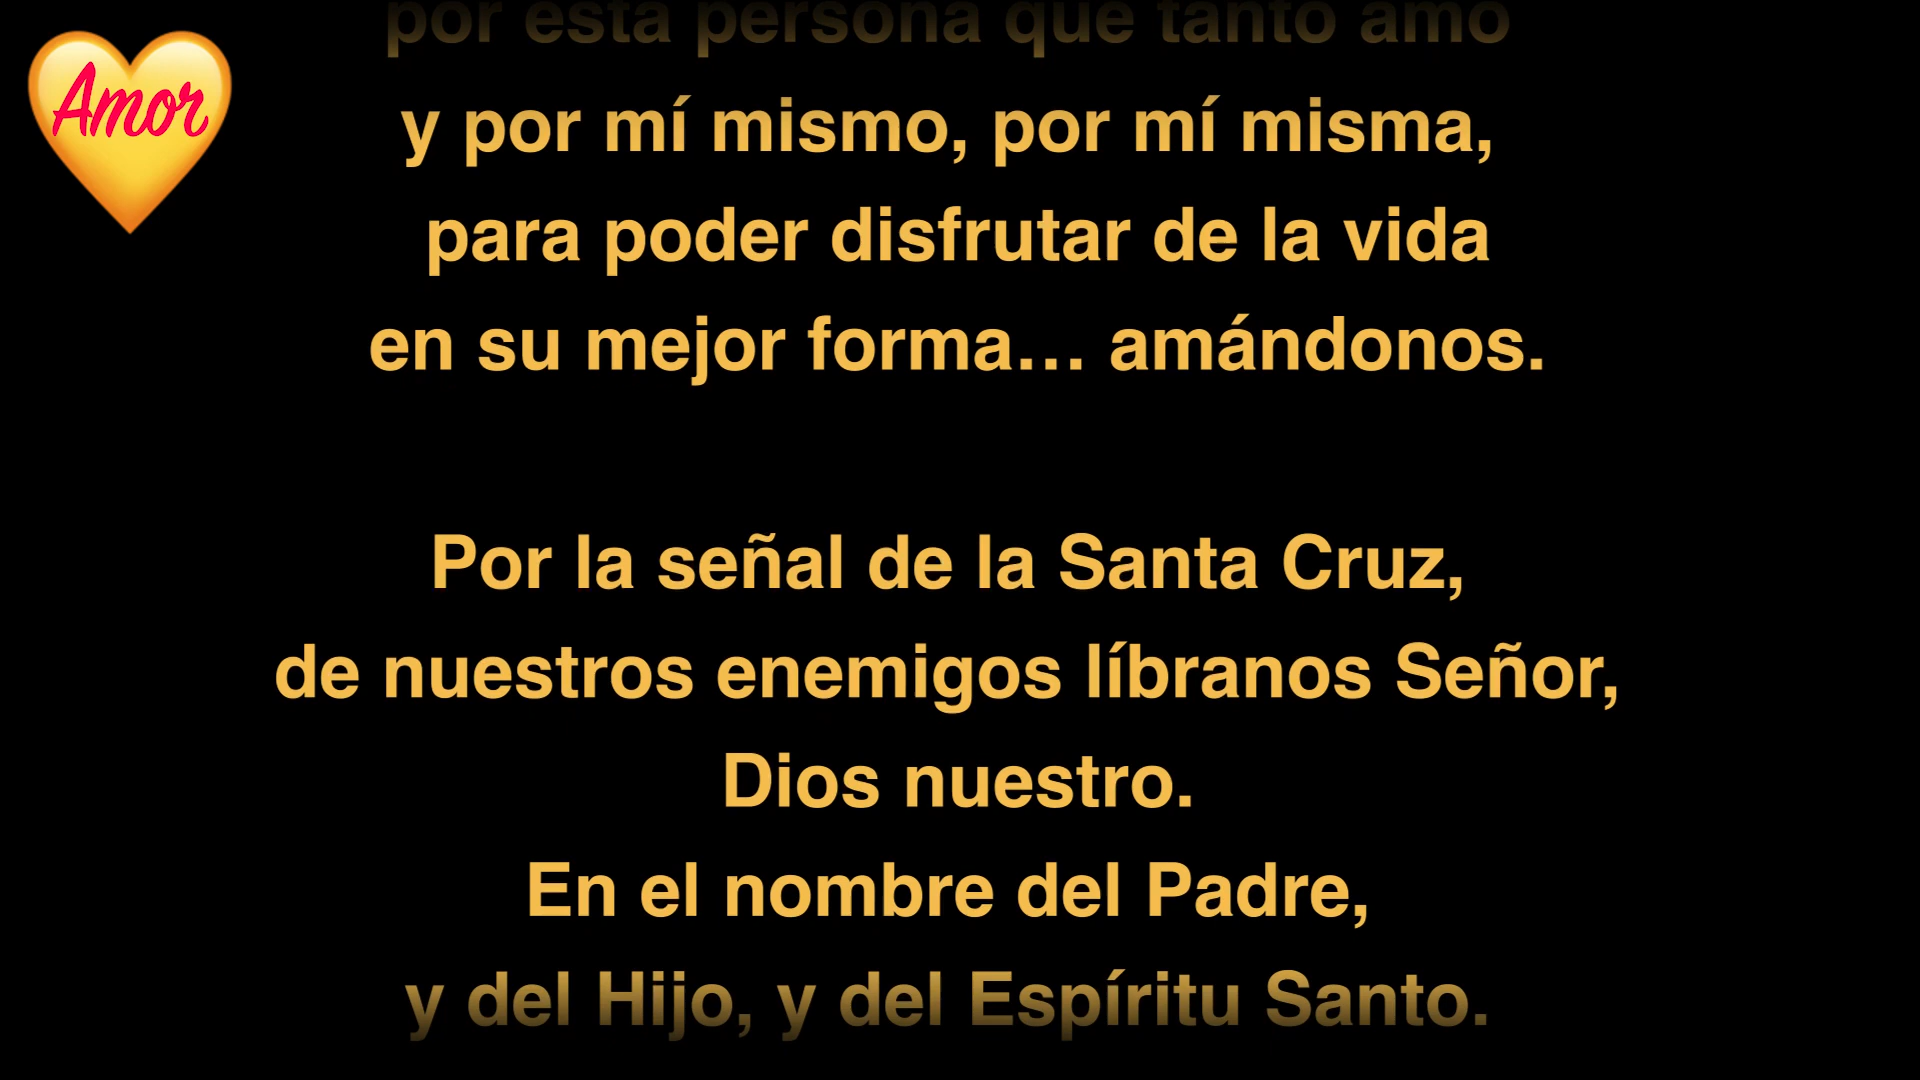 Amor
por esta persona que tanto amo
y por mí mismo, por mí misma,
para poder disfrutar de la vida
en su mejor forma… amándonos.
Por la señal de la Santa Cruz,
de nuestros enemigos líbranos Señor,
Dios nuestro.
En el nombre del Padre,
y del Hijo, y del Espíritu Santo.